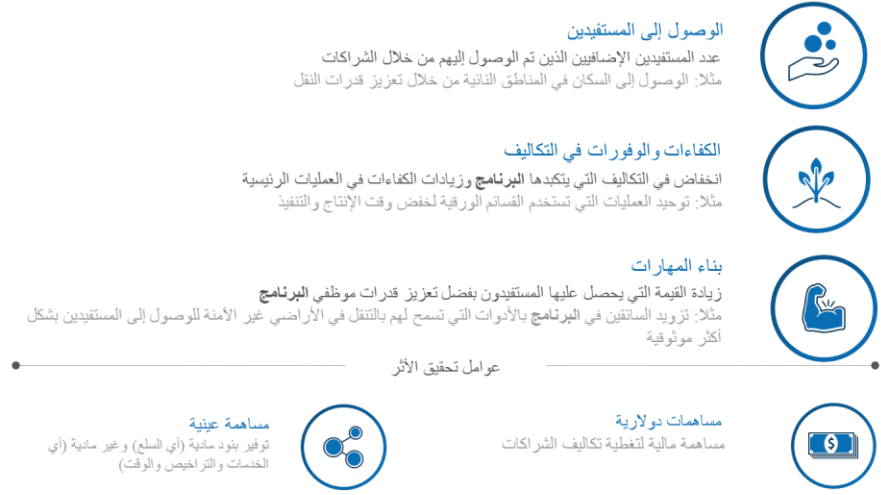 الوصول إلى المستفيدين
عدد المستفيدين الإضافيين الذين تم الوصول إليهم من خلال الشراكات
مثلا: الوصول إلى السكان في المناطق النائية من خلال تعزيز قدرات النقل
الكفاءات والوفورات في التكاليف
انخفاض في التكاليف التي يتكبدها البرنامج وزيادات الكفاءات في العمليات الرئيسية
مثلا: توحيد العمليات التي تستخدم القسائم الورقية لخفض وقت الإنتاج والتنفيذ
بناء المهارات
زيادة القيمة التي يحصل عليها المستفيدون بفضل تعزيز قدرات موظفي البرنامج
مثلا: تزويد السائقين في البرنامج بالأدوات التي تسمح لهم بالتنقل في الأراضي غير الآمنة للوصول إلى المستفيدين بشكل
أكثر موثوقية
عوامل تحقيق الأثر
مساهمات دولارية
مساهمة مالية لتغطية تكاليف الشراكات
مساهمة عينية
توفير بنود مادية (أي السلع) وغير مادية (أي
الخدمات والتراخيص والوقت)